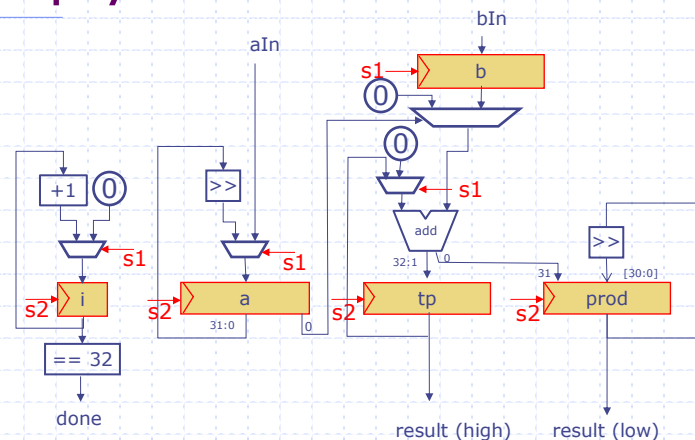 bIn
aIn
s1
b
0
0
+1
0
>>
s1
add
s1
s1
32:1
0
>>
31
[30:0]
s2
i
s2
a
s2
tp
s2
prod
31:0
0
== 32
done
result (high)
result (low)